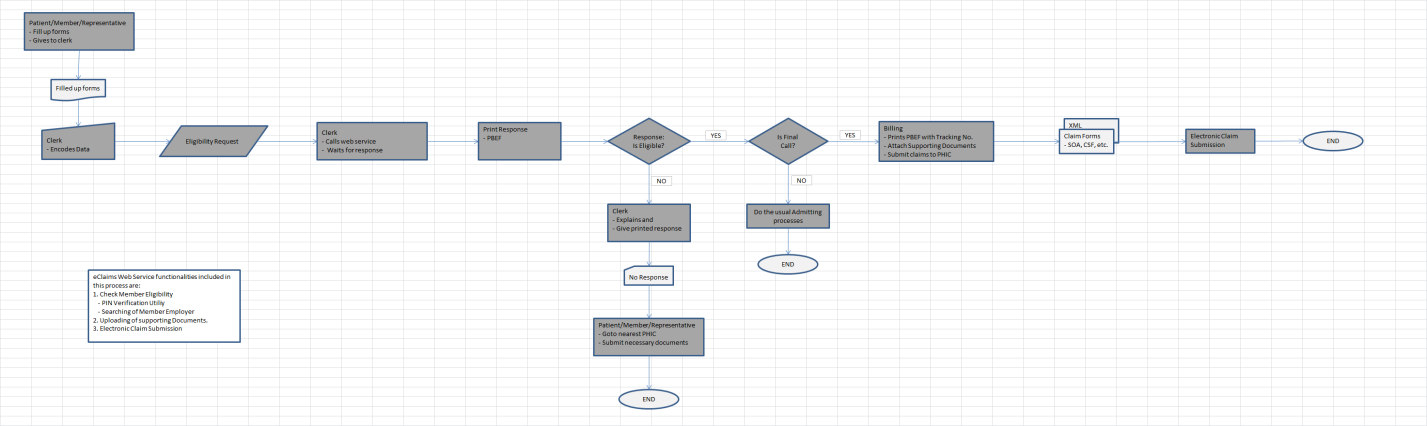 Patient/Member/Representative
- Fill up forms
- Gives to clerk
Filled up forms
Clerk
- Encodes Data
Eligibility Request
Clerk
- Calls web service
- Waits for response
Print Response
- PBEF
Response:
Is Eligible?
YES
NO
Is Final
Call?
YES
NO
Billing
- Prints PBEF with Tracking No.
- Attach Supporting Documents
- Submit claims to PHIC
XML
Claim Forms
- SOA, CSF, etc.
Electronic Claim
Submission
END
Clerk
- Explains and
- Give printed response
Do the usual Admitting
processes
END
No Response
Patient/Member/Representative
- Goto nearest PHIC
- Submit necessary documents
END
eClaims Web Service functionalities included in
this process are:
1. Check Member Eligibility
- PIN Verification Utiliy
- Searching of Member Employer
2. Uploading of supporting Documents.
3. Electronic Claim Submission